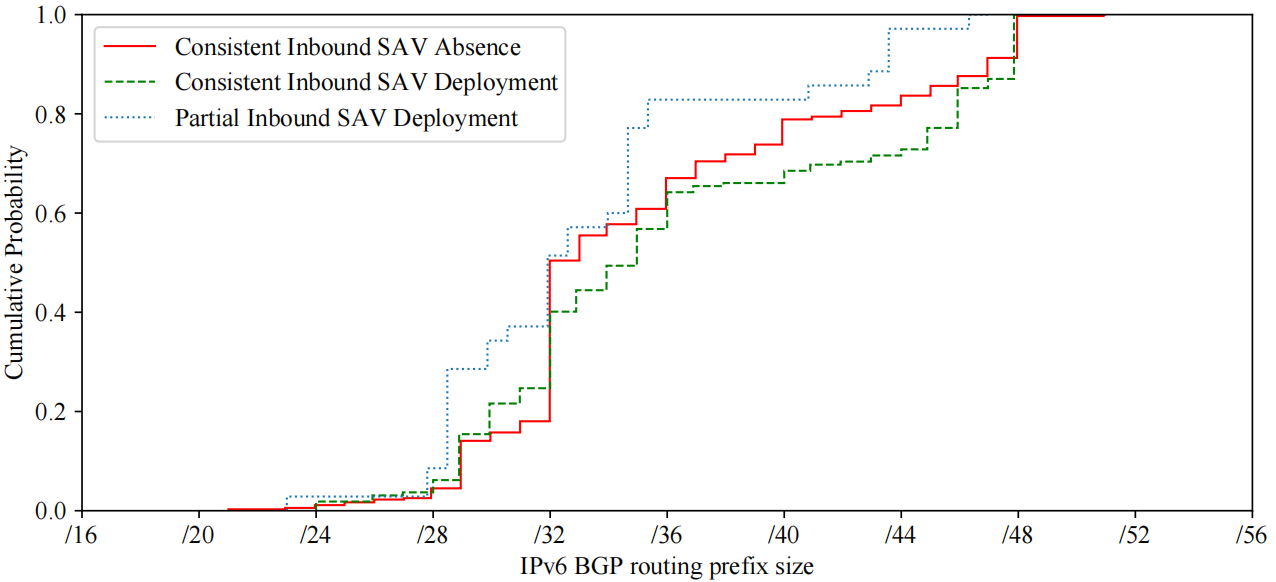 Cumulative Probability
1.0
0.8
0.6
0.4
0.2
0.0
Consistent Inbound SAV Absence
Consistent Inbound SAV Deployment
Partial Inbound SAV Deployment
/16 /20 /24 /28 /32 /36 /40 /44 /48 /52 /56
IPv6 BGP routing prefix size